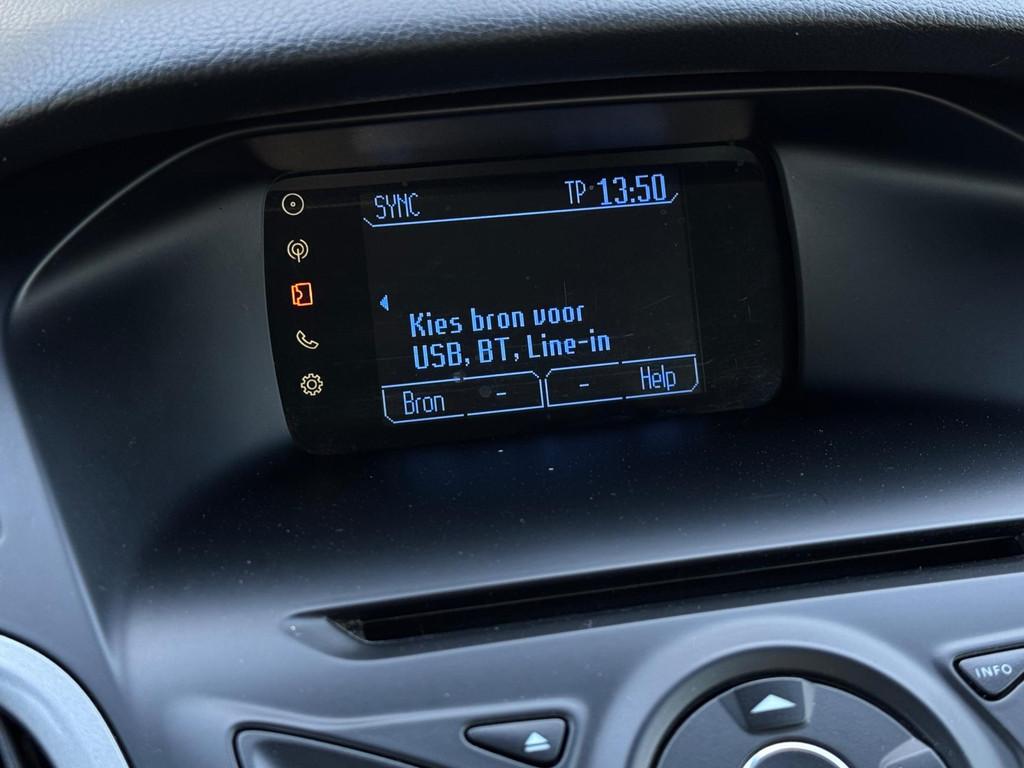 SYNC TP 13:50
Kies bron voor
USB, BT, Line-in
Bron - - Help
INFO